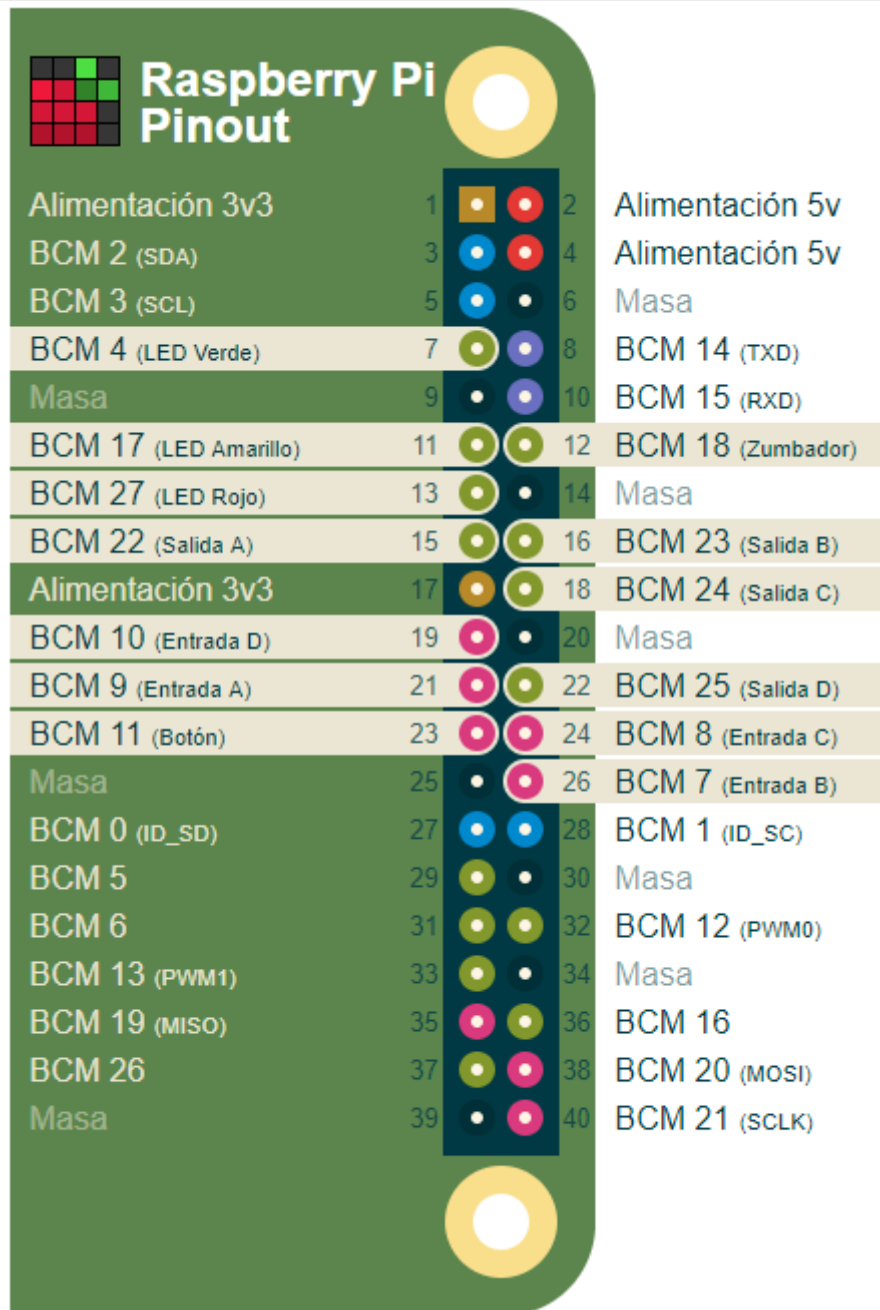 Raspberry Pi
Pinout
Alimentación 3v3 1 2 Alimentación 5v
BCM 2 (SDA) 3 4 Alimentación 5v
BCM 3 (SCL) 5 6 Masa
BCM 4 (LED Verde) 7 8 BCM 14 (TXD)
Masa 9 10 BCM 15 (RXD)
BCM 17 (LED Amarillo) 11 12 BCM 18 (Zumbador)
BCM 27 (LED Rojo) 13 14 Masa
BCM 22 (Salida A) 15 16 BCM 23 (Salida B)
Alimentación 3v3 17 18 BCM 24 (Salida C)
BCM 10 (Entrada D) 19 20 Masa
BCM 9 (Entrada A) 21 22 BCM 25 (Salida D)
BCM 11 (Botón) 23 24 BCM 8 (Entrada C)
Masa 25 26 BCM 7 (Entrada B)
BCM 0 (ID_SD) 27 28 BCM 1 (ID_SC)
BCM 5 29 30 Masa
BCM 6 31 32 BCM 12 (PWM0)
BCM 13 (PWM1) 33 34 Masa
BCM 19 (MISO) 35 36 BCM 16
BCM 26 37 38 BCM 20 (MOSI)
Masa 39 40 BCM 21 (SCLK)